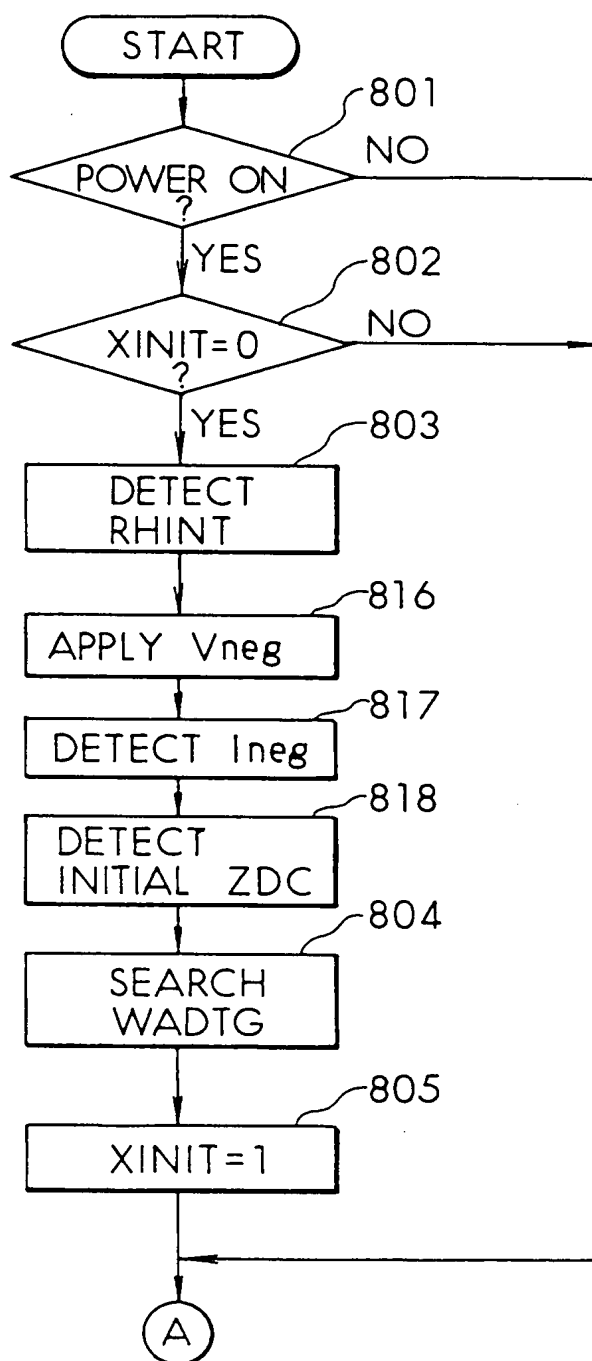 START
801
POWER ON
?
NO
YES
802
XINIT=0
?
NO
YES
803
DETECT
RHINT
816
APPLY Vneg
817
DETECT Ineg
818
DETECT
INITIAL ZDC
804
SEARCH
WADTG
805
XINIT=1
A